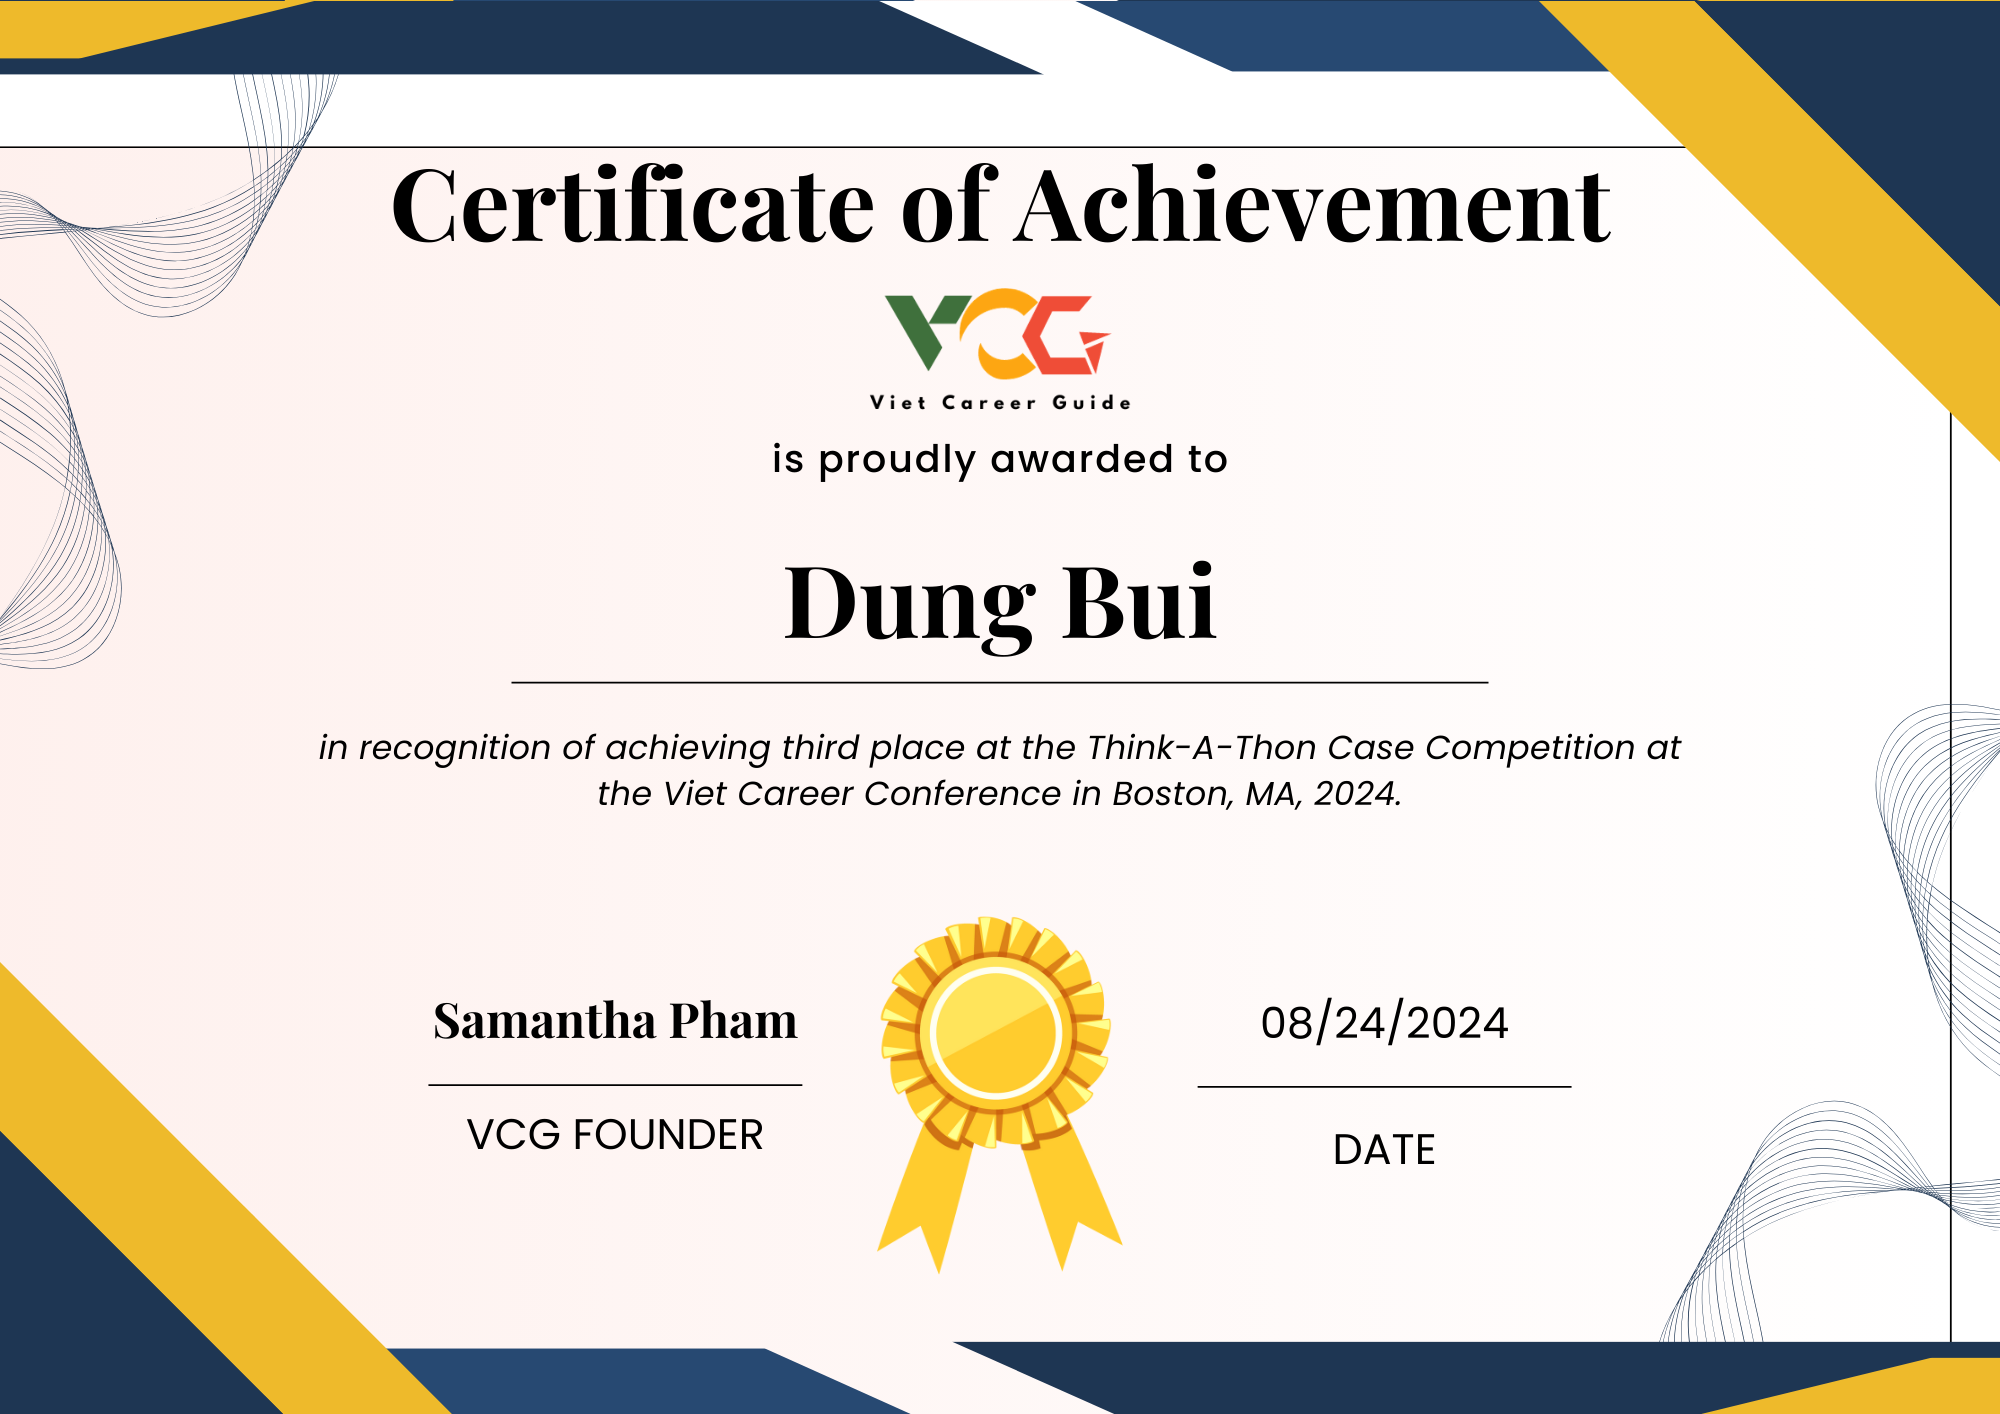 Certificate of Achievement
VCG
Viet Career Guide
is proudly awarded to
Dung Bui
in recognition of achieving third place at the Think-A-Thon Case Competition at
the Viet Career Conference in Boston, MA, 2024.
Samantha Pham
08/24/2024
VCG FOUNDER
DATE